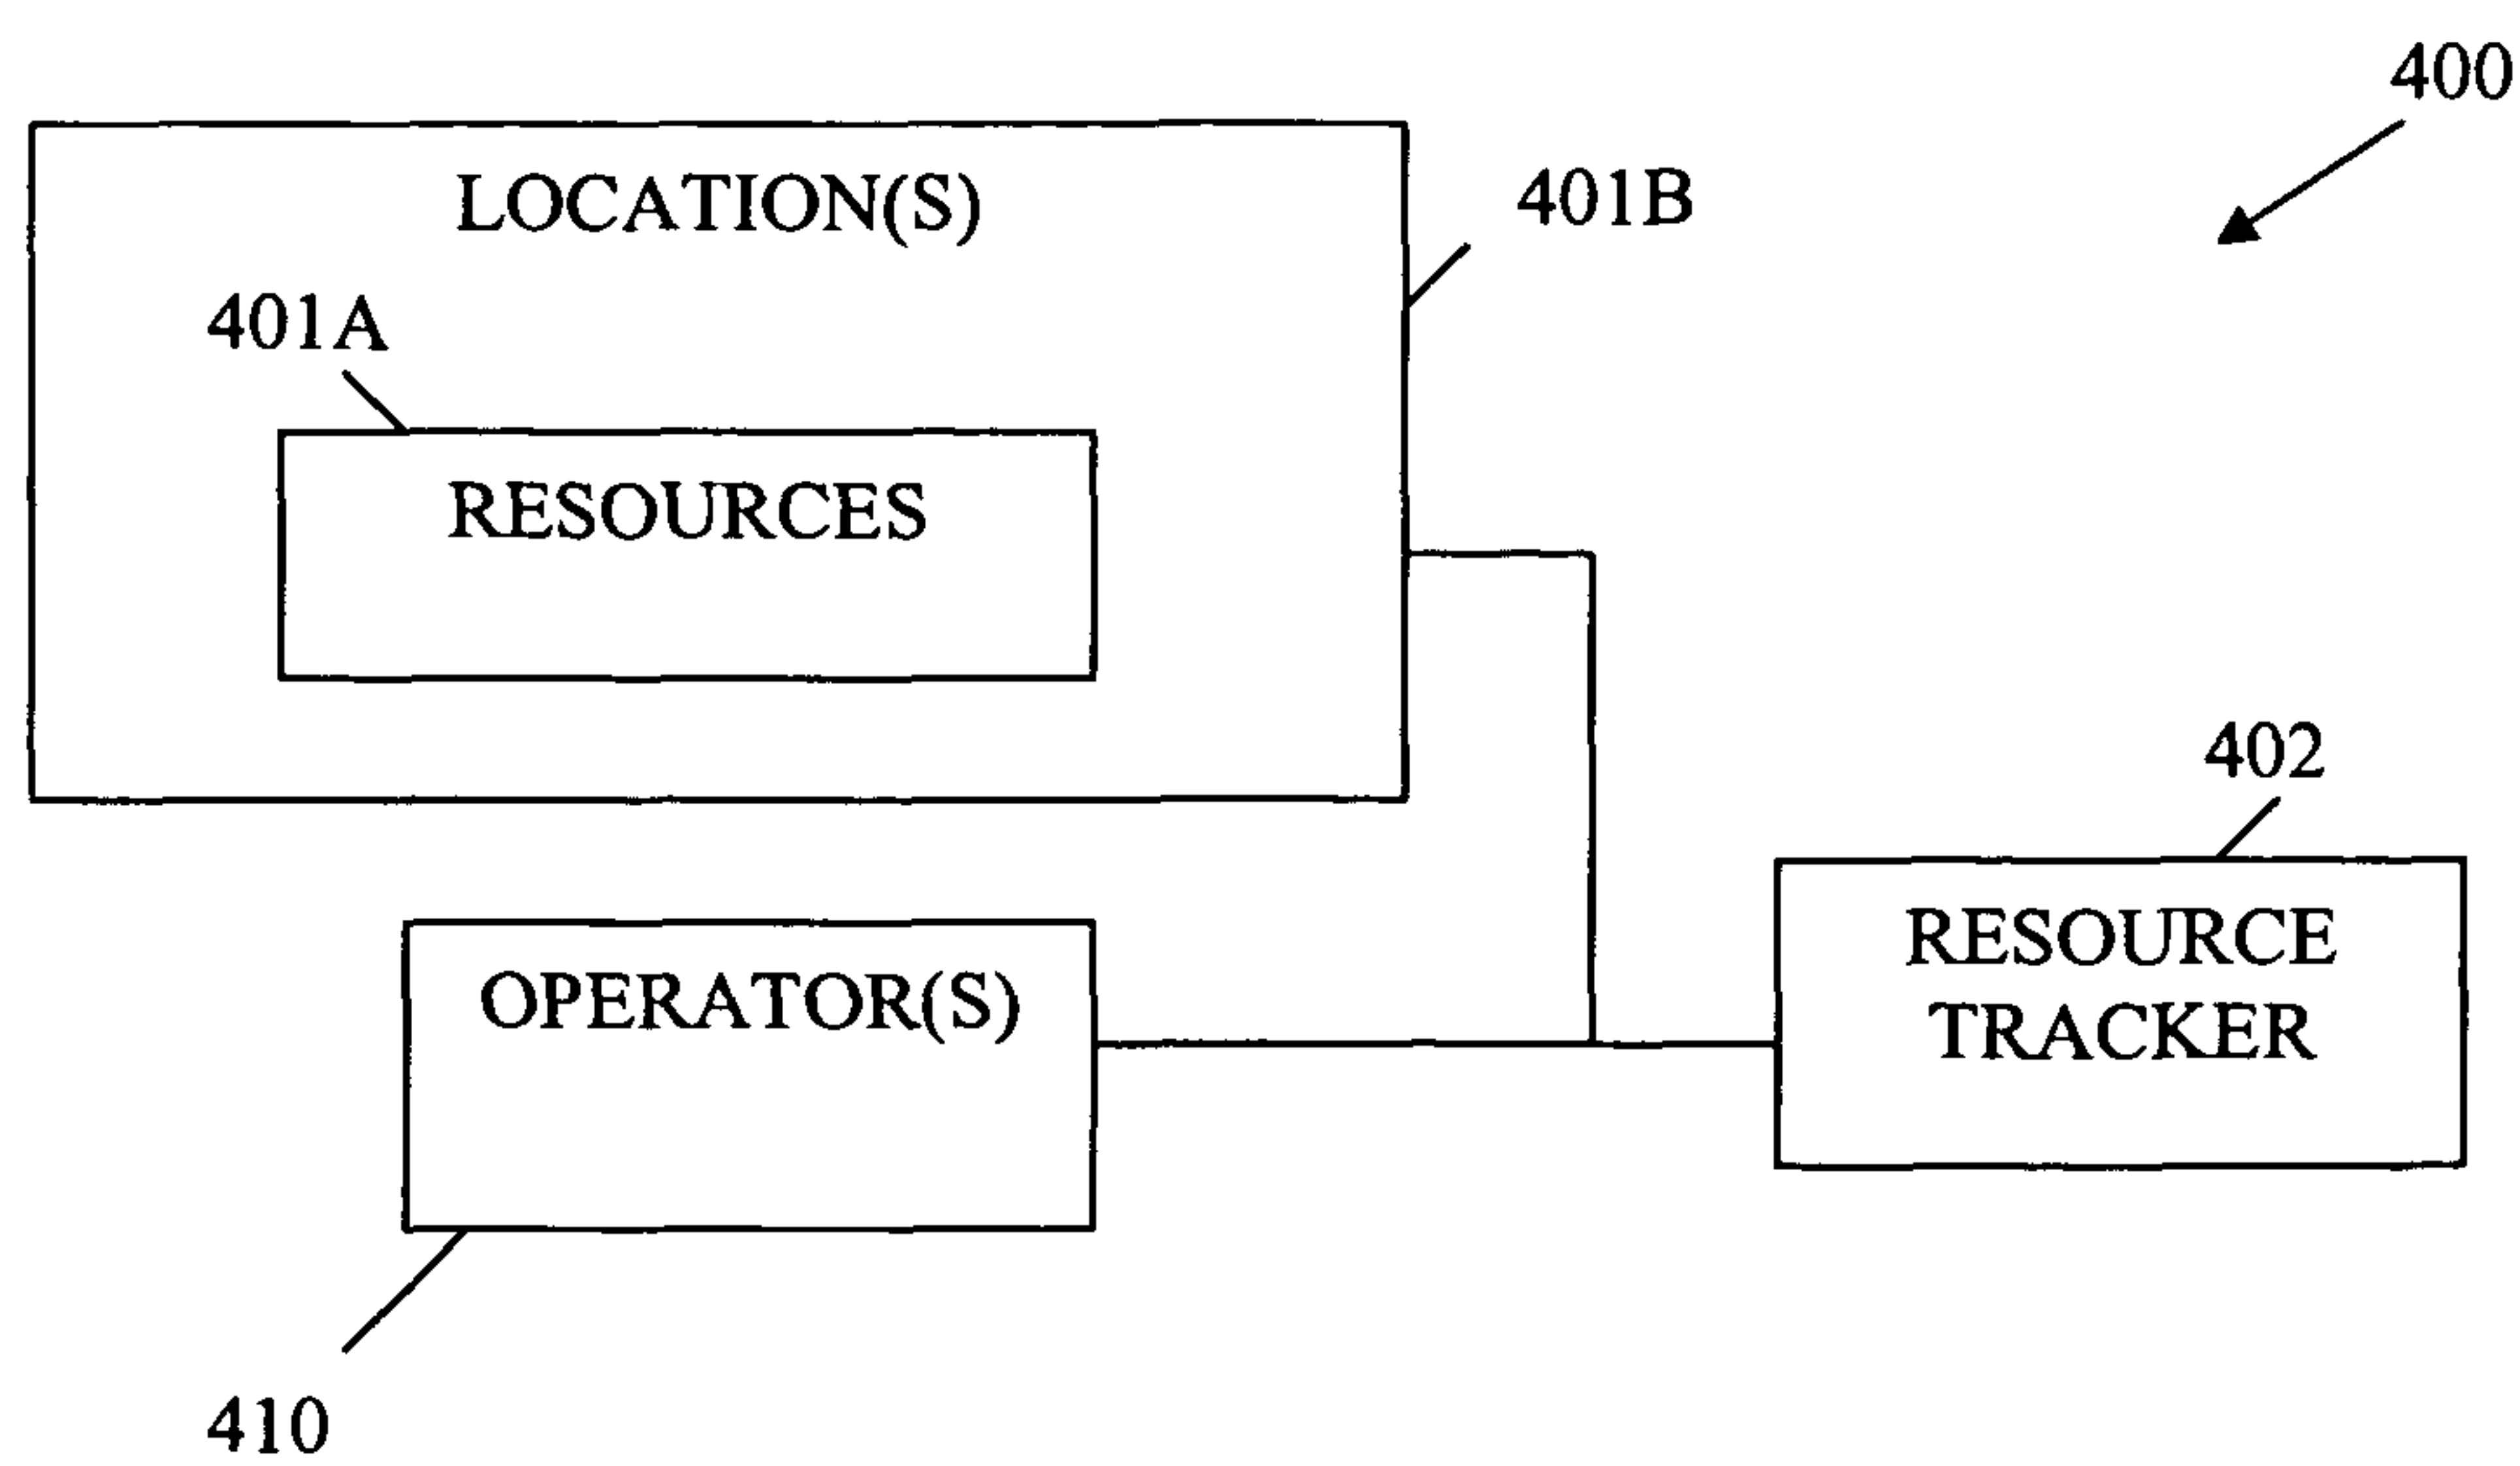 400
LOCATION(S)
401B
401A
RESOURCES
402
RESOURCE
TRACKER
OPERATOR(S)
410